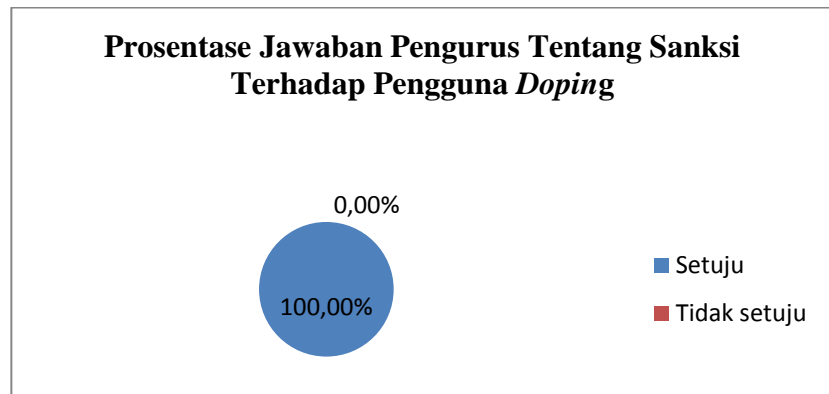 Prosentase Jawaban Pengurus Tentang Sanksi
Terhadap Pengguna Doping
0,00%
100,00%
Setuju
Tidak setuju